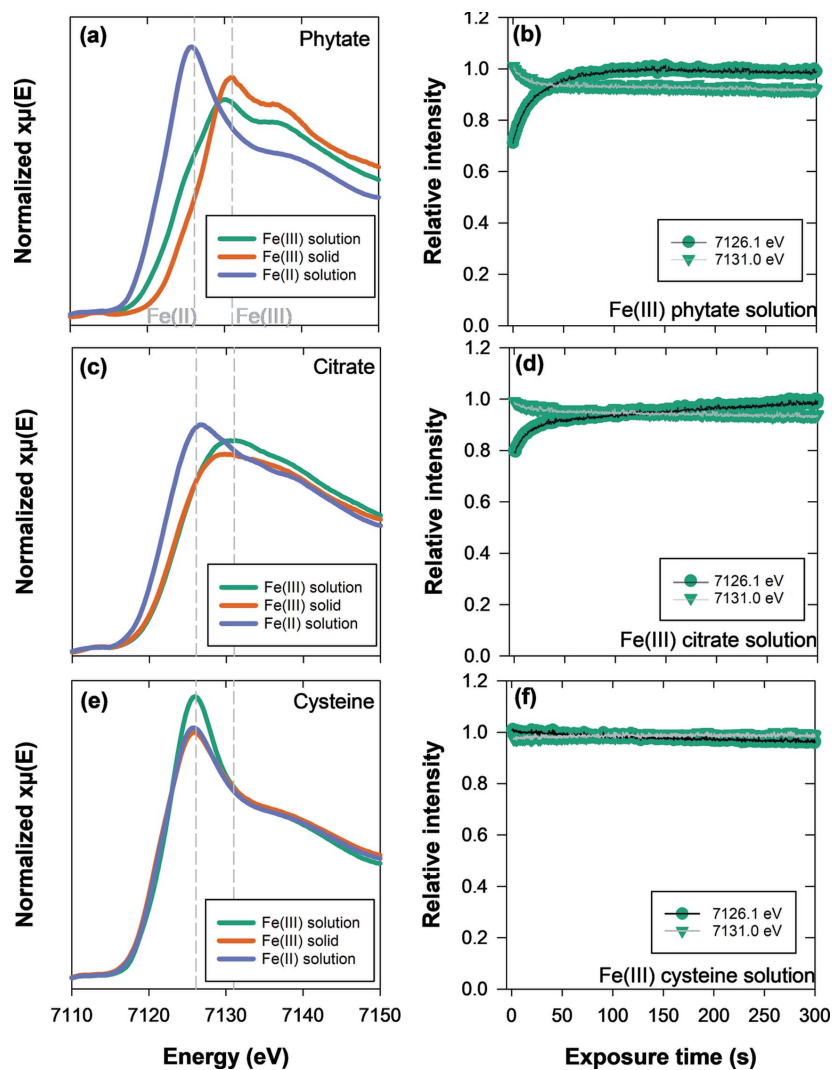 (a) Phytate
Normalized xμ(E)
Fe(III) solution
Fe(III) solid
Fe(II) solution
Fe(II) Fe(III)
(b)
Relative intensity
1.2
1.0
0.8
0.6
0.4
0.2
0.0
7126.1 eV
7131.0 eV
Fe(III) phytate solution
(c) Citrate
Normalized xμ(E)
Fe(III) solution
Fe(III) solid
Fe(II) solution
(d)
Relative intensity
1.2
1.0
0.8
0.6
0.4
0.2
0.0
7126.1 eV
7131.0 eV
Fe(III) citrate solution
(e) Cysteine
Normalized xμ(E)
Fe(III) solution
Fe(III) solid
Fe(II) solution
7110 7120 7130 7140 7150
Energy (eV)
(f)
Relative intensity
1.2
1.0
0.8
0.6
0.4
0.2
0.0
7126.1 eV
7131.0 eV
Fe(III) cysteine solution
0 50 100 150 200 250 300
Exposure time (s)